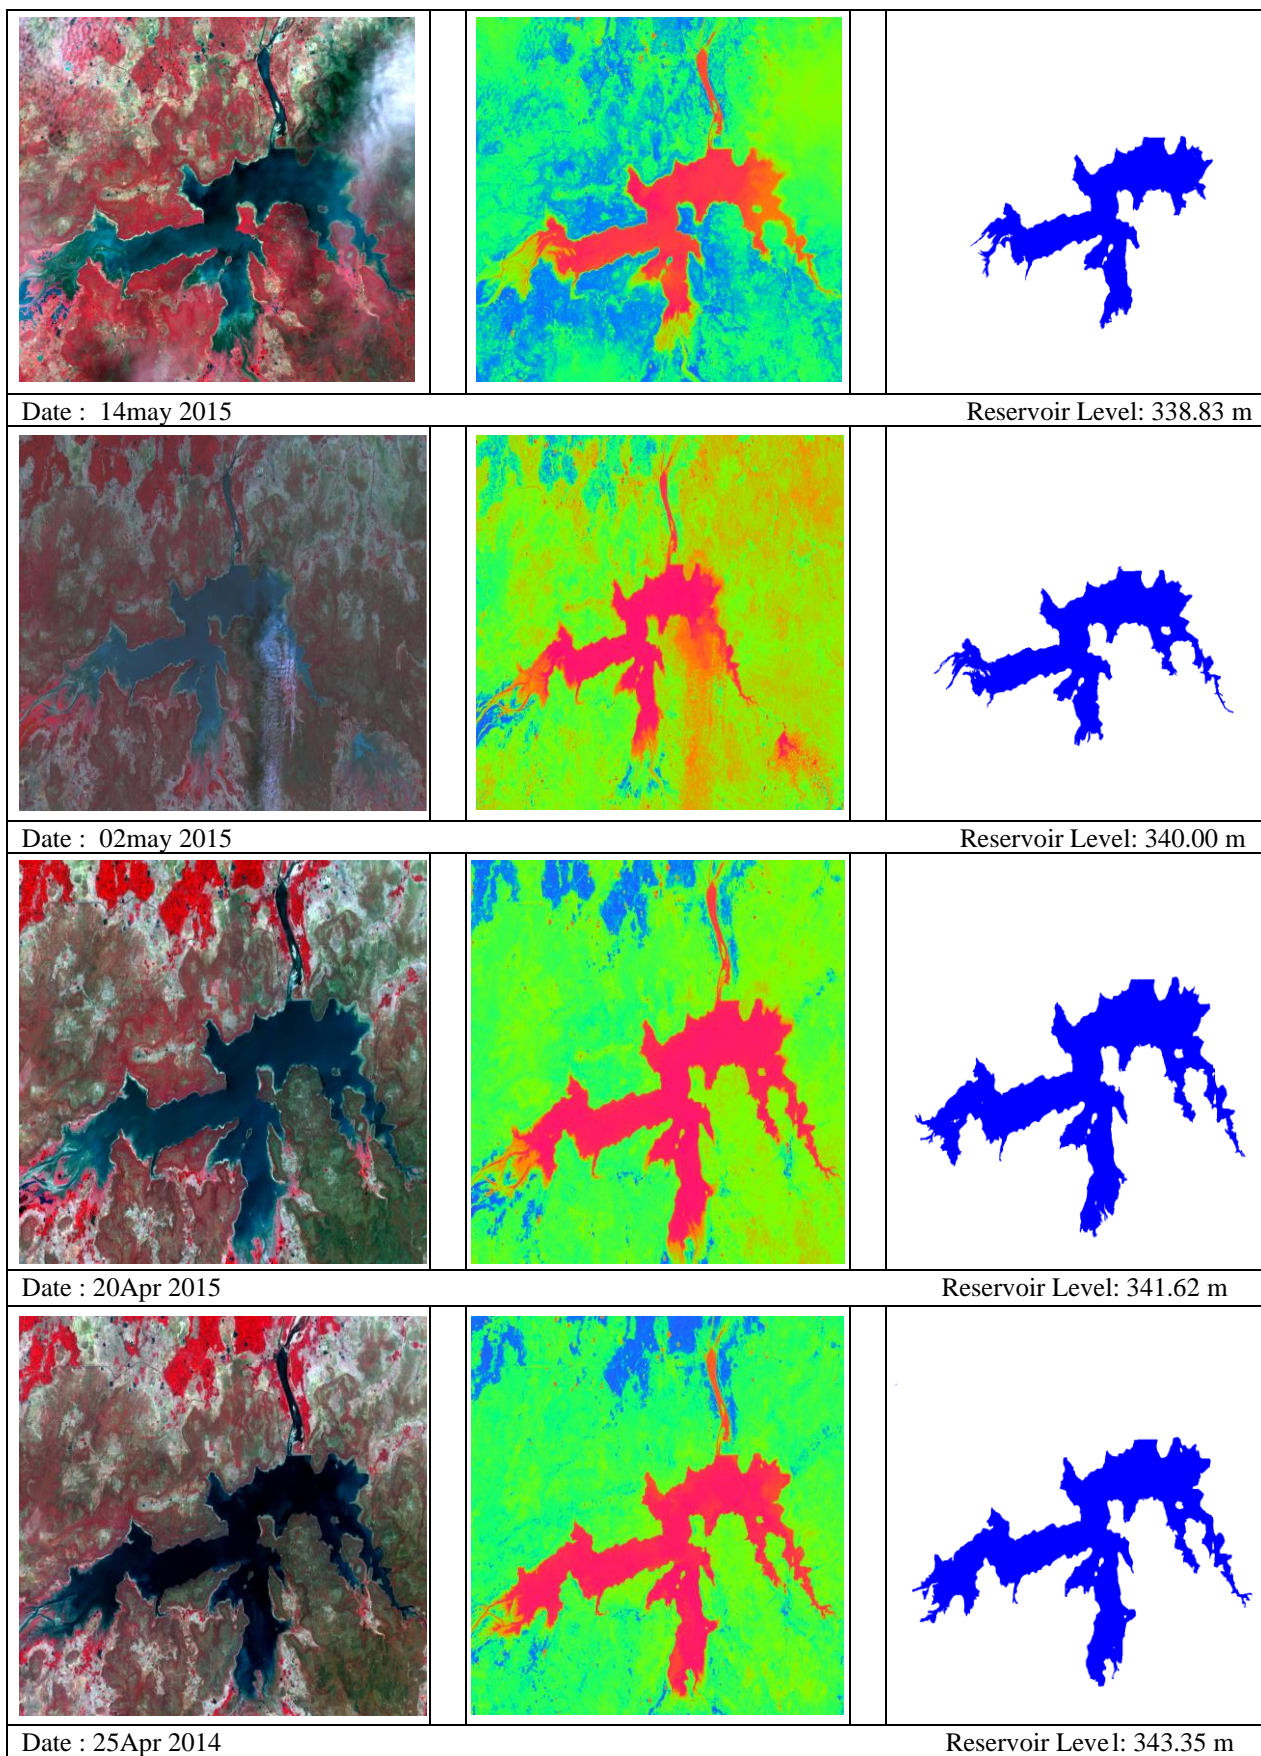 Date :  14may 2015 Reservoir Level: 338.83 m
Date :  02may 2015 Reservoir Level: 340.00 m
Date : 20Apr 2015 Reservoir Level: 341.62 m
Date : 25Apr 2014 Reservoir Level: 343.35 m